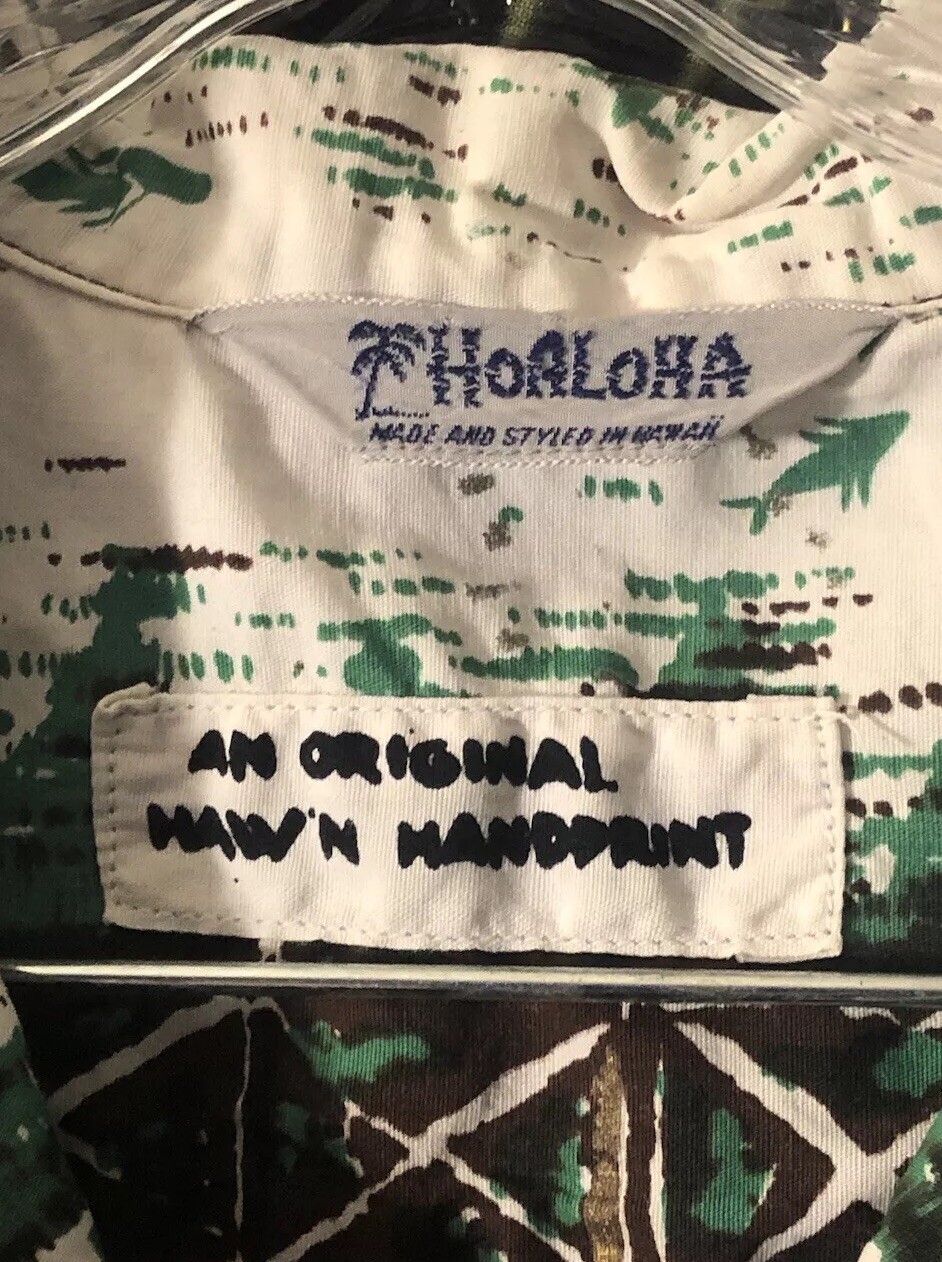 HOALOHA
MADE AND STYLED IN HAWAII
AN ORIGINAL
HAW'N HANDPRINT